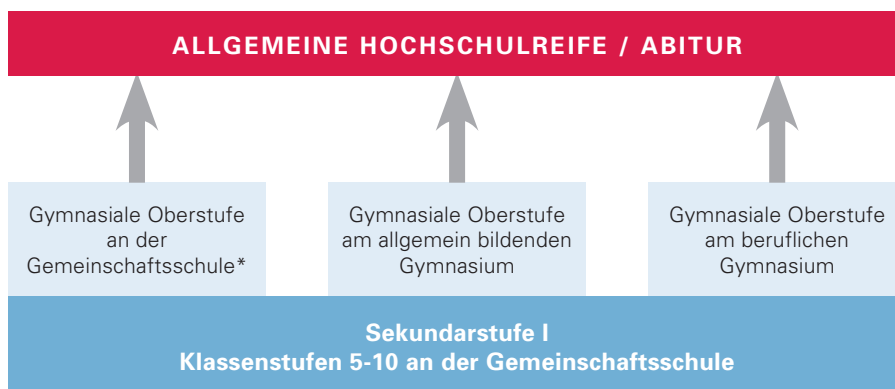 ALLGEMEINE HOCHSCHULREIFE / ABITUR
Gymnasiale Oberstufe
an der
Gemeinschaftsschule*
Gymnasiale Oberstufe
am allgemein bildenden
Gymnasium
Gymnasiale Oberstufe
am beruflichen
Gymnasium
Sekundarstufe I
Klassenstufen 5-10 an der Gemeinschaftsschule